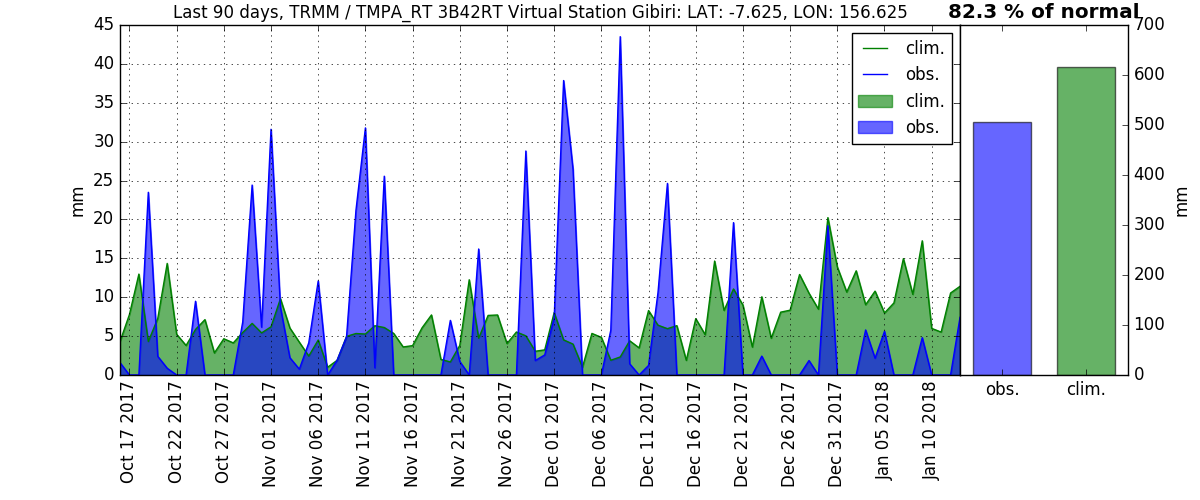 Last 90 days, TRMM / TMPA_RT 3B42RT Virtual Station Gibiri: LAT: -7.625, LON: 156.625
82.3 % of normal
45
40
35
30
25
20
15
10
5
0
mm
clim.
obs.
clim.
obs.
Oct 17 2017
Oct 22 2017
Oct 27 2017
Nov 01 2017
Nov 06 2017
Nov 11 2017
Nov 16 2017
Nov 21 2017
Nov 26 2017
Dec 01 2017
Dec 06 2017
Dec 11 2017
Dec 16 2017
Dec 21 2017
Dec 26 2017
Dec 31 2017
Jan 05 2018
Jan 10 2018
700
600
500
400
300
200
100
0
mm
obs.
clim.